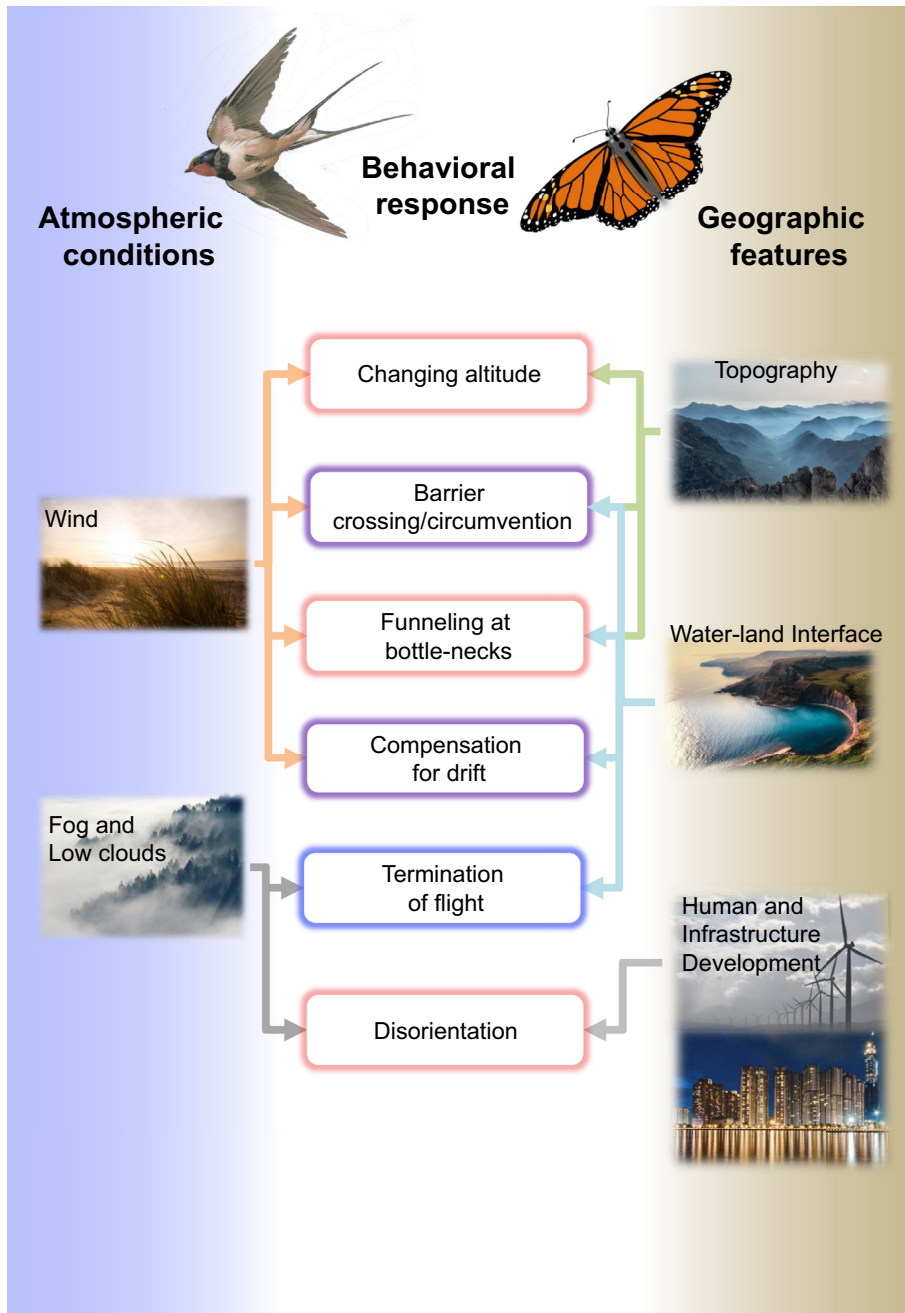 Behavioral
response
Atmospheric
conditions
Geographic
features
Changing altitude
Topography
Barrier
crossing/circumvention
Wind
Funneling at
bottle-necks
Water-land Interface
Compensation
for drift
Fog and
Low clouds
Termination
of flight
Human and
Infrastructure
Development
Disorientation